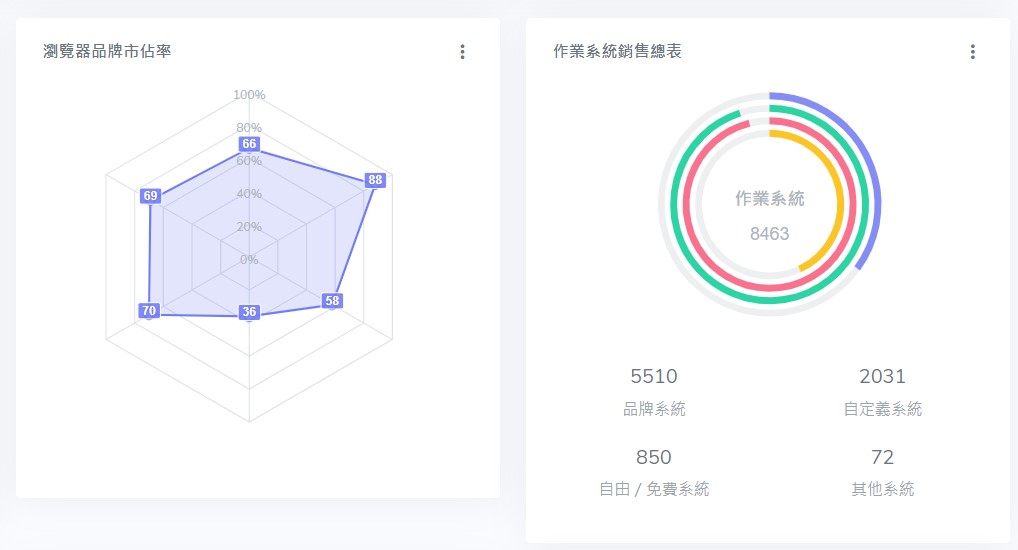 瀏覽器品牌市佔率
100%
80%
66
60%
88
69
40%
20%
0%
58
70
36
作業系統銷售總表
作業系統
8463
5510
2031
品牌系統
自定義系統
850
72
自由 / 免費系統
其他系統